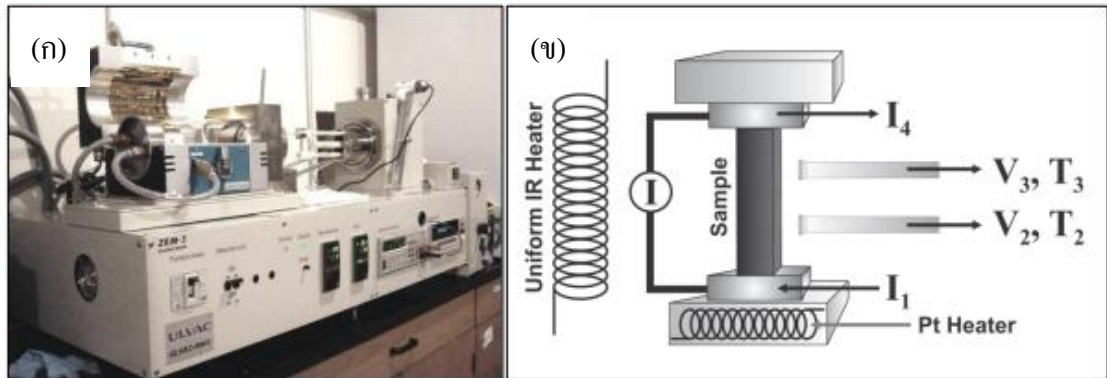 (ก)
ZEM-3
ULVAC
(ข)
Uniform IR Heater
I
Sample
I4
V3, T3
V2, T2
I1
Pt Heater